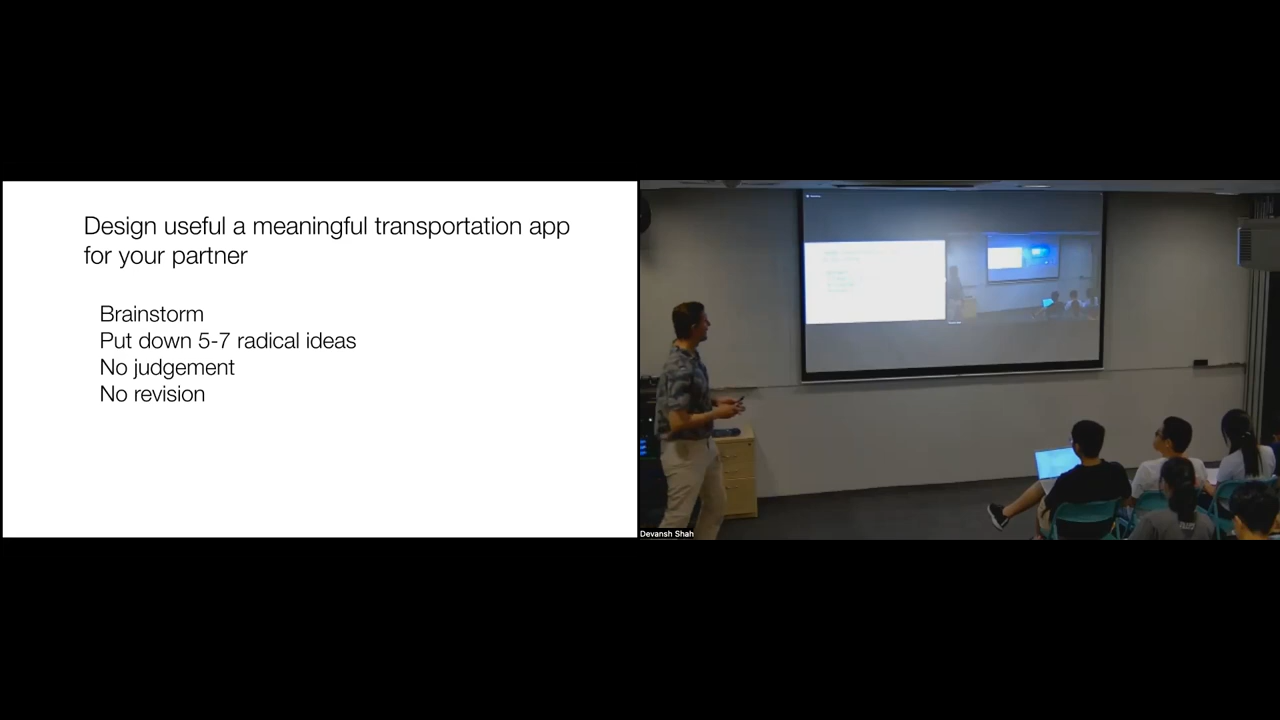 Design useful a meaningful transportation app
for your partner
Brainstorm
Put down 5-7 radical ideas
No judgement
No revision
Devansh Shah